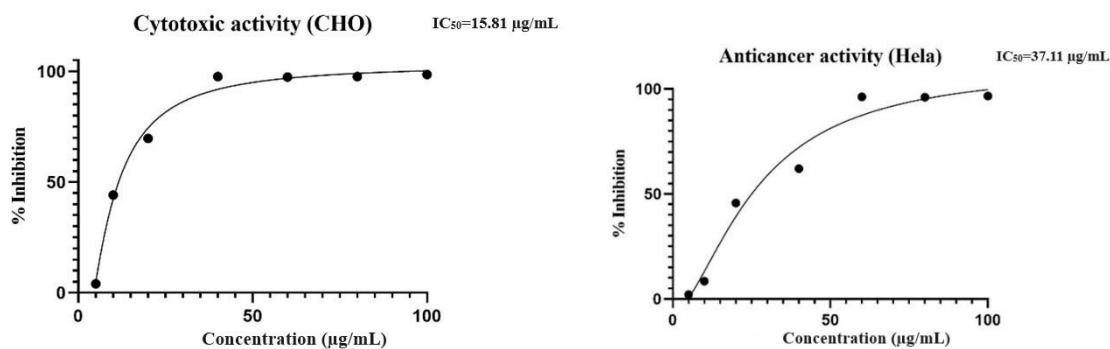 Cytotoxic activity (CHO)
IC₅₀=15.81 µg/mL
100
50
0
% Inhibition
0
50
100
Concentration (µg/mL)
Anticancer activity (Hela)
IC₅₀=37.11 µg/mL
100
50
0
% Inhibition
0
50
100
Concentration (µg/mL)